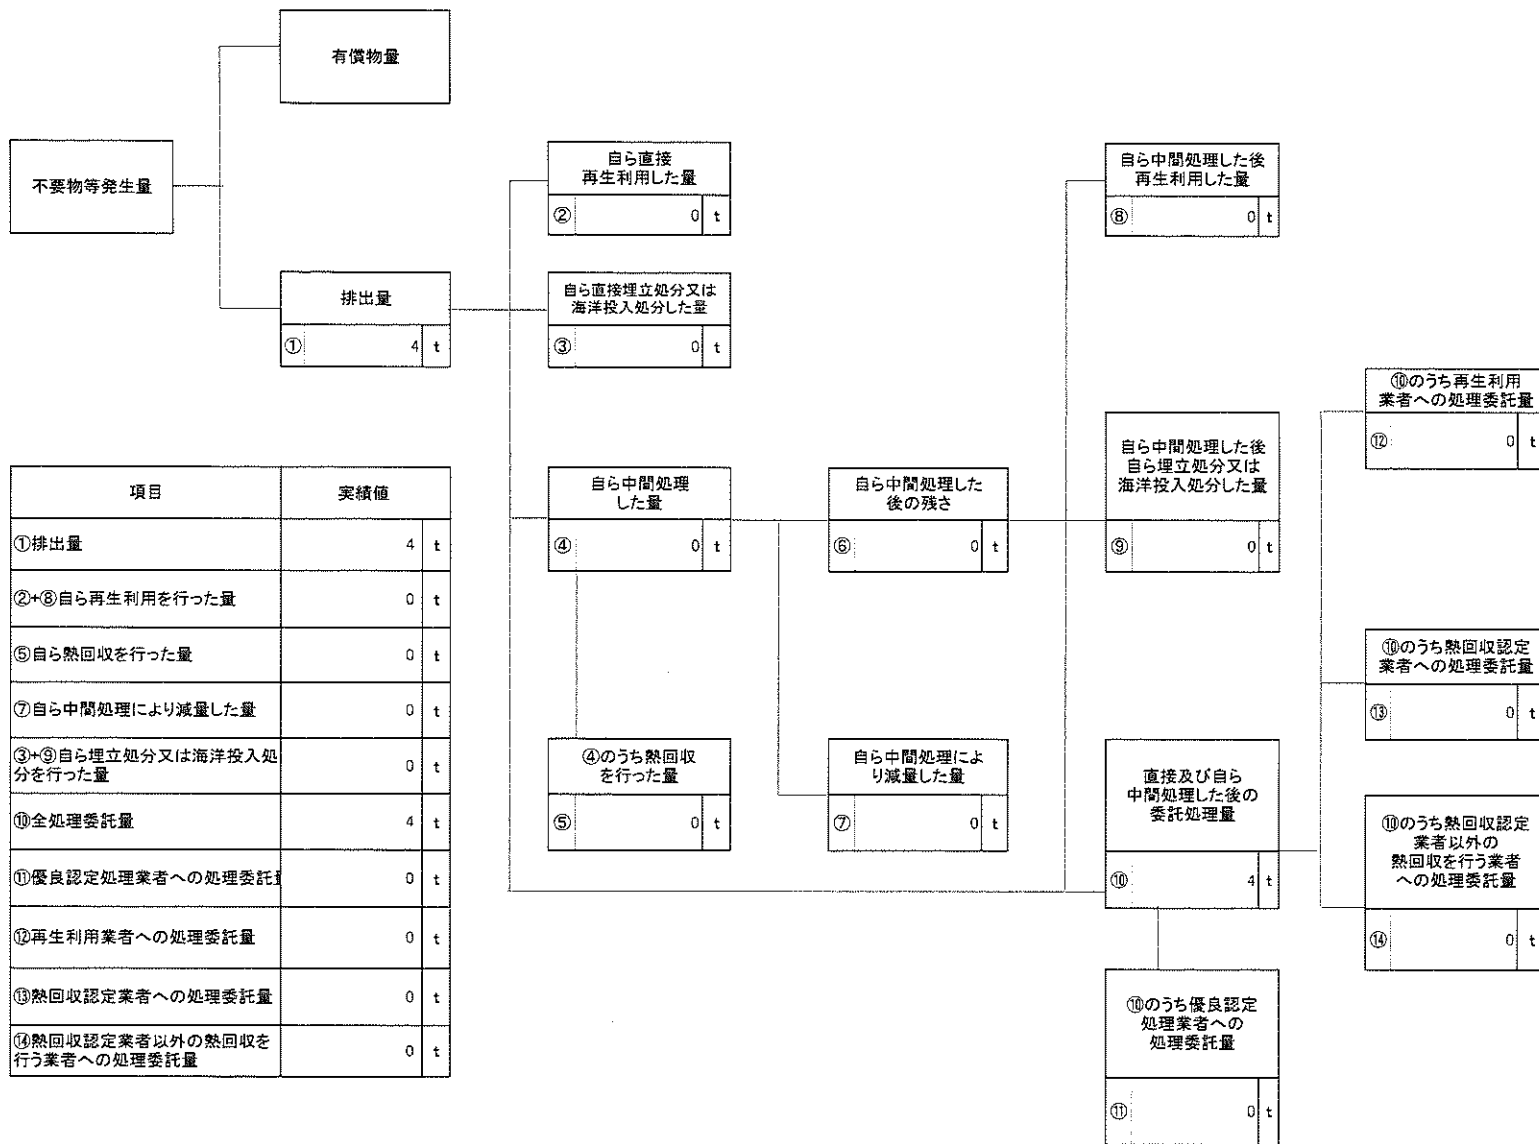 有償物量
不要物等発生量
排出量
① 4 t
自ら直接
再生利用した量
② 0 t
自ら直接埋立処分又は
海洋投入処分した量
③ 0 t
自ら中間処理
した量
④ 0 t
④のうち熱回収
を行った量
⑤ 0 t
自ら中間処理した
後の残さ
⑥ 0 t
自ら中間処理によ
り減量した量
⑦ 0 t
自ら中間処理した後
再生利用した量
⑧ 0 t
自ら中間処理した後
自ら埋立処分又は
海洋投入処分した量
⑨ 0 t
直接及び自ら
中間処理した後の
委託処理量
⑩ 4 t
⑩のうち優良認定
処理業者への
処理委託量
⑪ 0 t
⑩のうち再生利用
業者への処理委託量
⑫ 0 t
⑩のうち熱回収認定
業者への処理委託量
⑬ 0 t
⑩のうち熱回収認定
業者以外の
熱回収を行う業者
への処理委託量
⑭ 0 t
項目 実績値
①排出量 4 t
②+⑧自ら再生利用を行った量 0 t
⑤自ら熱回収を行った量 0 t
⑦自ら中間処理により減量した量 0 t
③+⑨自ら埋立処分又は海洋投入処
分を行った量 0 t
⑩全処理委託量 4 t
⑪優良認定処理業者への処理委託 0 t
⑫再生利用業者への処理委託量 0 t
⑬熱回収認定業者への処理委託量 0 t
⑭熱回収認定業者以外の熱回収を
行う業者への処理委託量 0 t